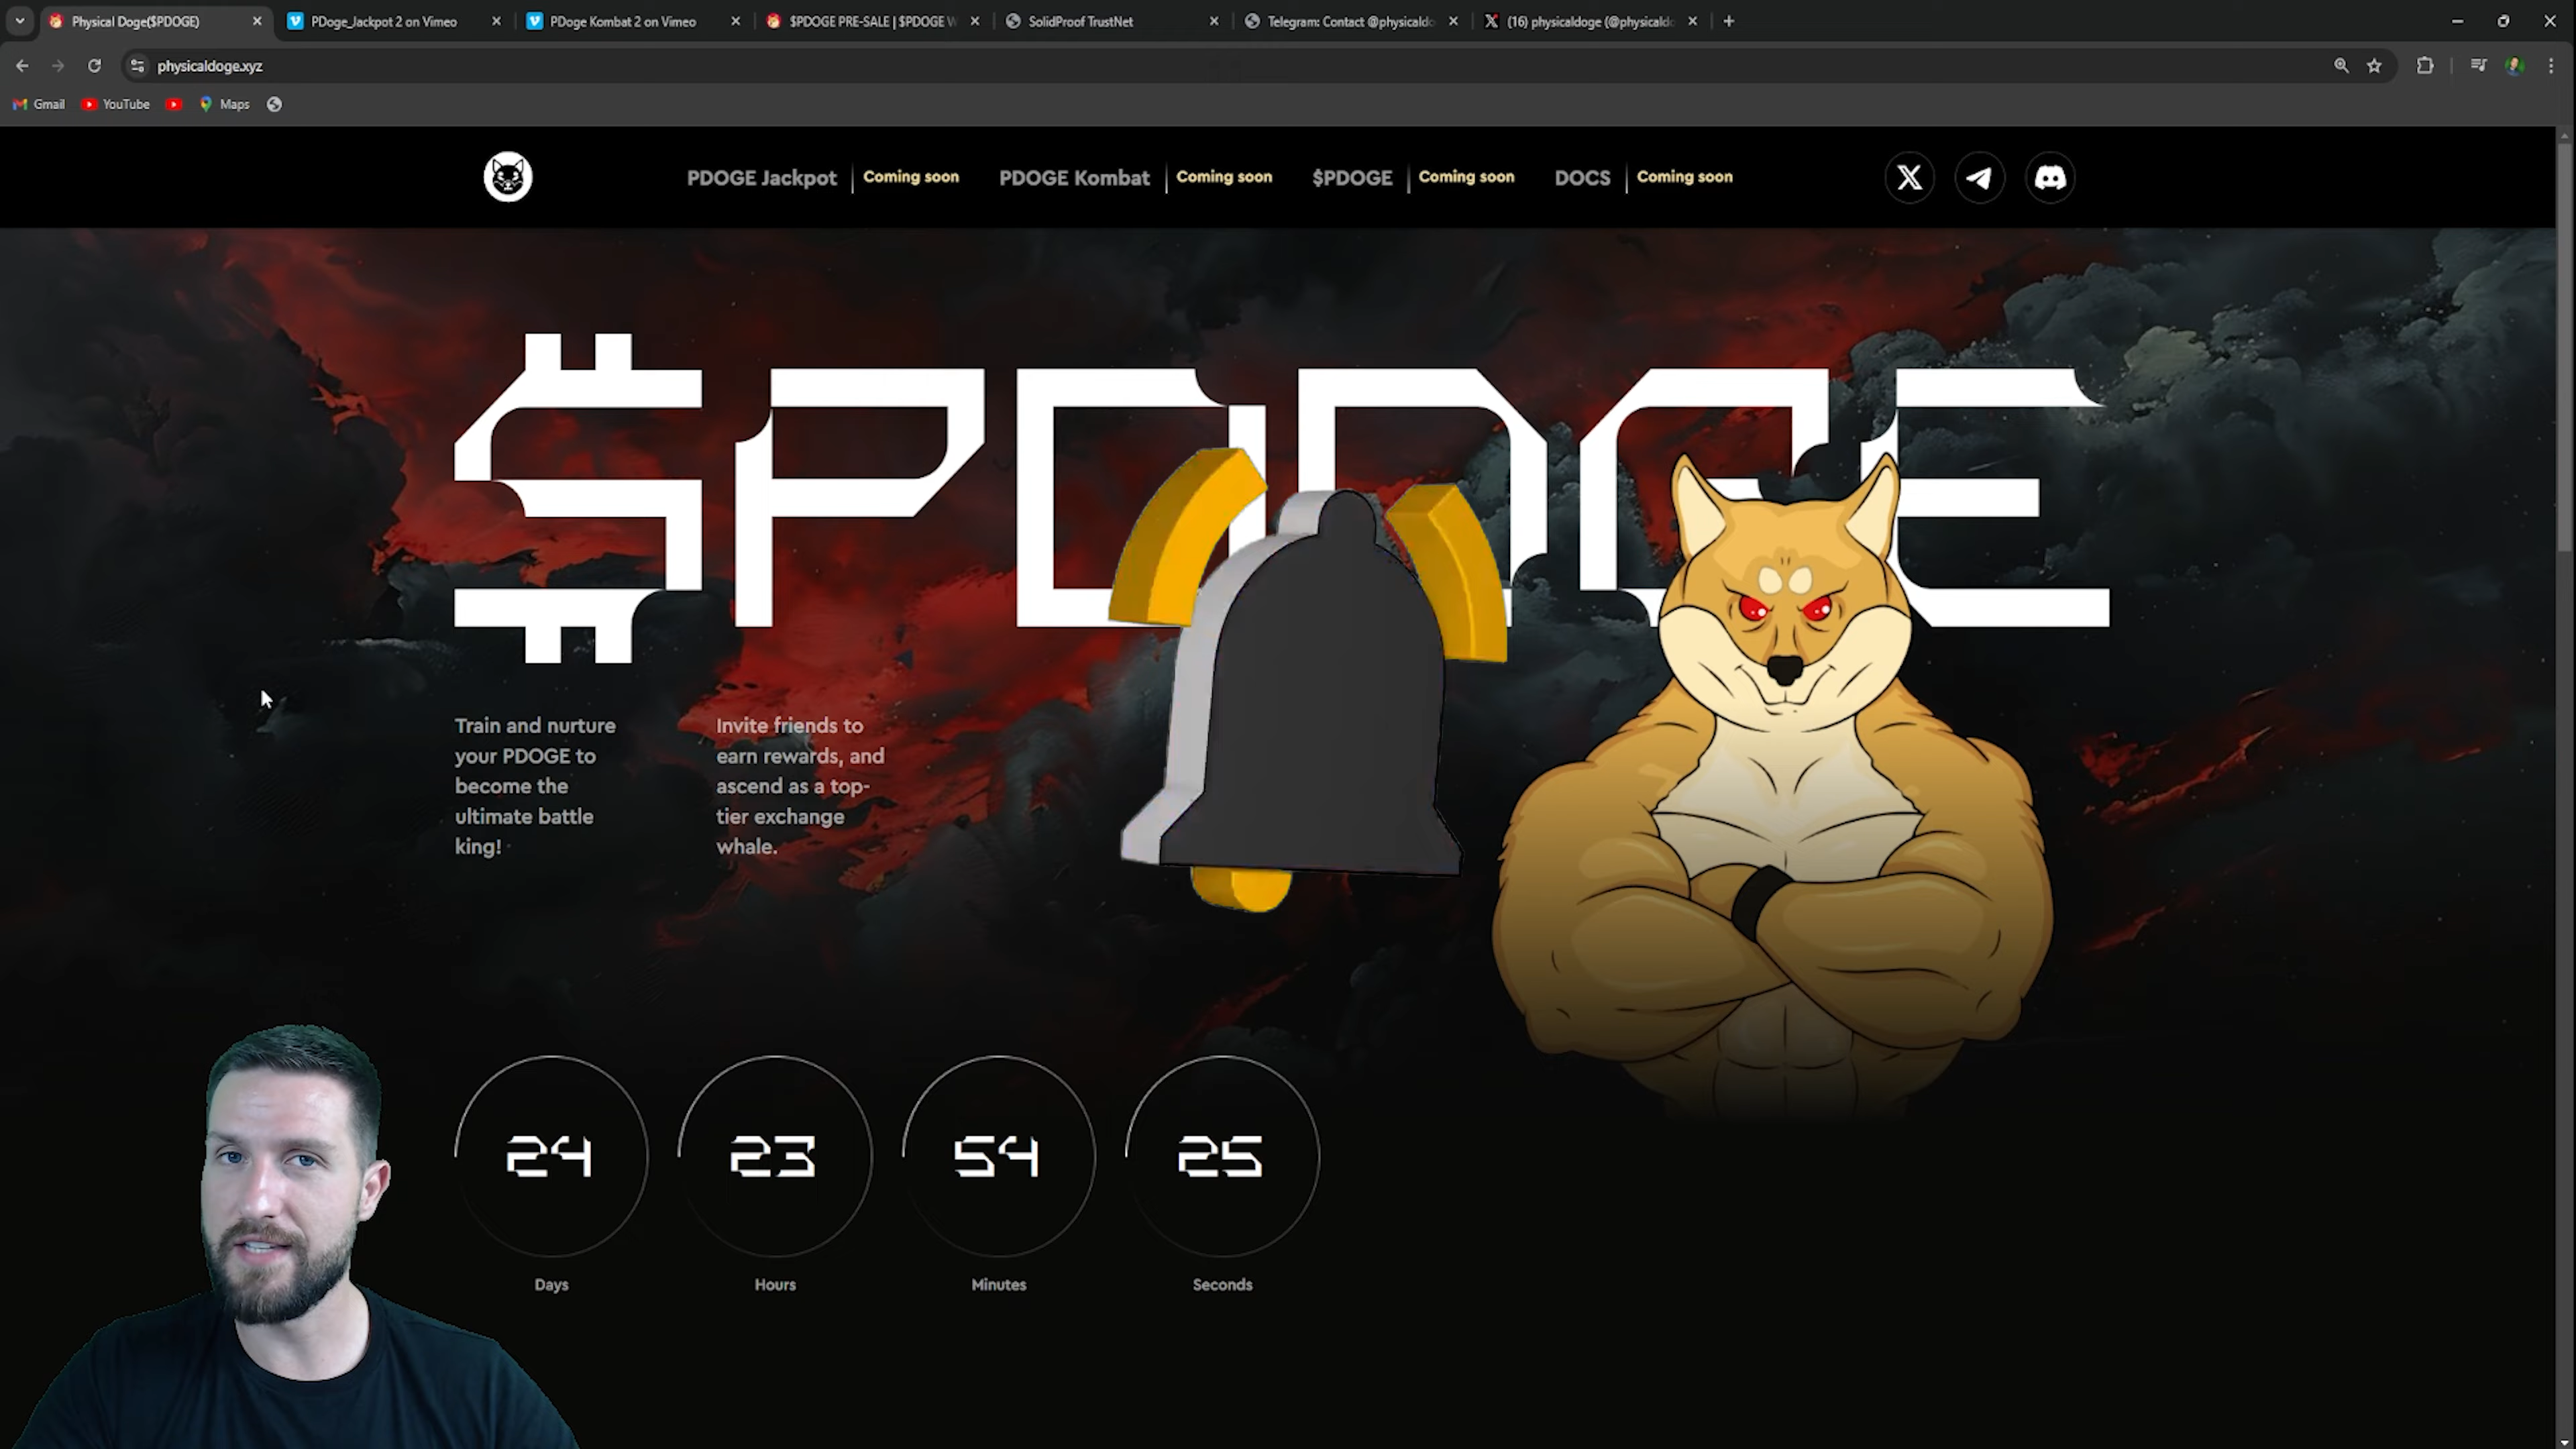 Physical Doge($PDOGE)
PDoge_Jackpot 2 on Vimeo
PDoge Kombat 2 on Vimeo
$PDOGE PRE-SALE | $PDOGE W
SolidProof TrustNet
Telegram: Contact @physicaldo
(16) physicaldoge (@physicaldo
physicaldoge.xyz
Gmail
YouTube
Maps
PDOGE Jackpot
Coming soon
PDOGE Kombat
Coming soon
$PDOGE
Coming soon
DOCS
Coming soon
$PDOGE
Train and nurture
your PDOGE to
become the
ultimate battle
king!
Invite friends to
earn rewards, and
ascend as a top-
tier exchange
whale.
24
23
54
25
Days
Hours
Minutes
Seconds